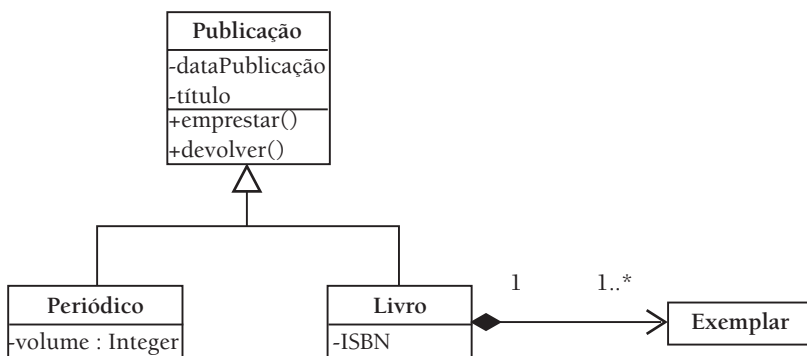 Publicação
-dataPublicação
-título
+emprestar()
+devolver()
1
1..*
Periódico
-volume : Integer
Livro
-ISBN
Exemplar